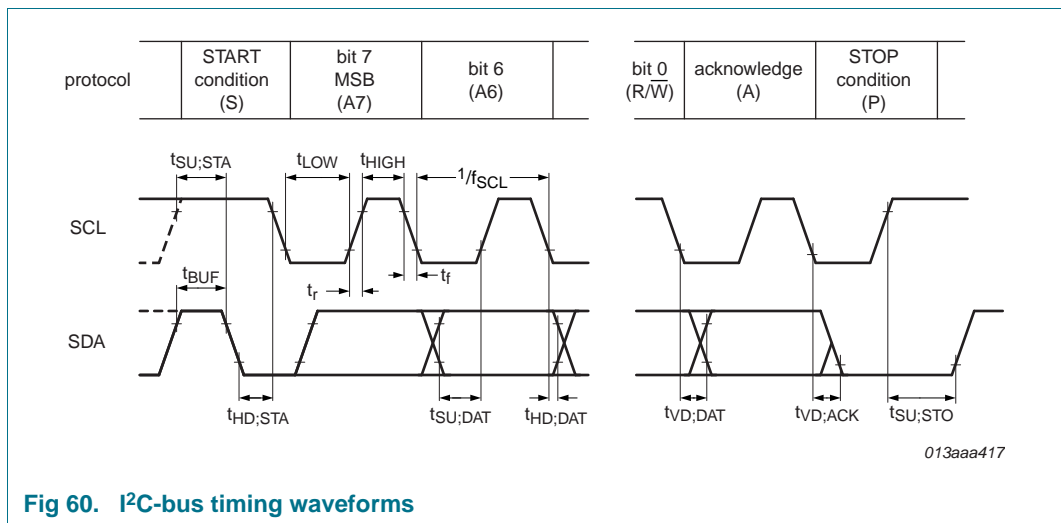 protocol
START
condition
(S)
bit 7
MSB
(A7)
bit 6
(A6)
bit 0
(R/W̅)
acknowledge
(A)
STOP
condition
(P)
tSU;STA
tLOW
tHIGH
1/fSCL
SCL
tBUF
tr
tf
SDA
tHD;STA
tSU;DAT
tHD;DAT
tVD;DAT
tVD;ACK
tSU;STO
013aaa417
Fig 60. I²C-bus timing waveforms